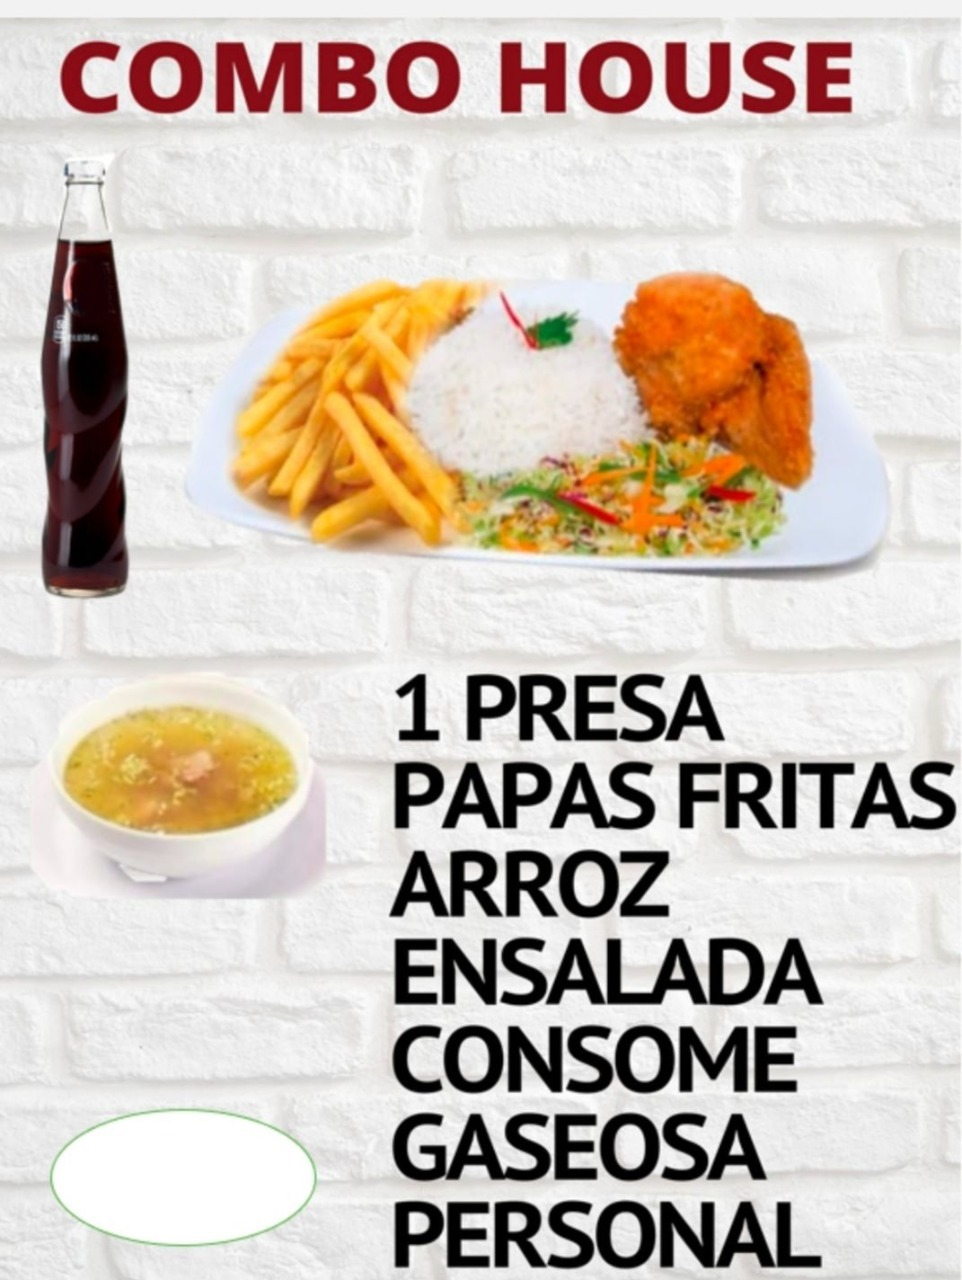 COMBO HOUSE
1 PRESA
PAPAS FRITAS
ARROZ
ENSALADA
CONSOME
GASEOSA
PERSONAL